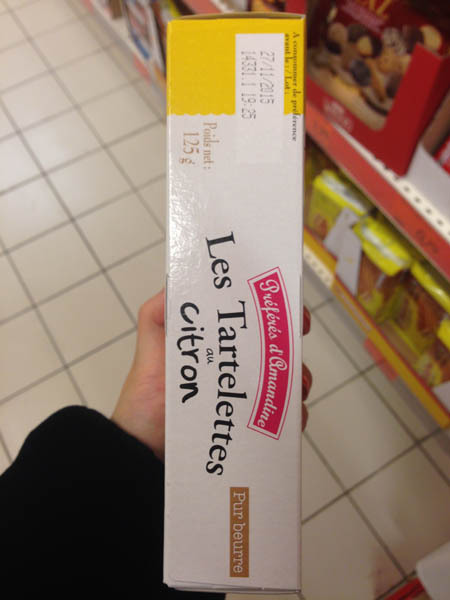 A consommer de préférence
avant le : / Lot :
27/11/2015
14331.1 19:25
Poids net :
125 g
Préférés d'Amandine
Les Tartelettes
au
citron
Pur beurre